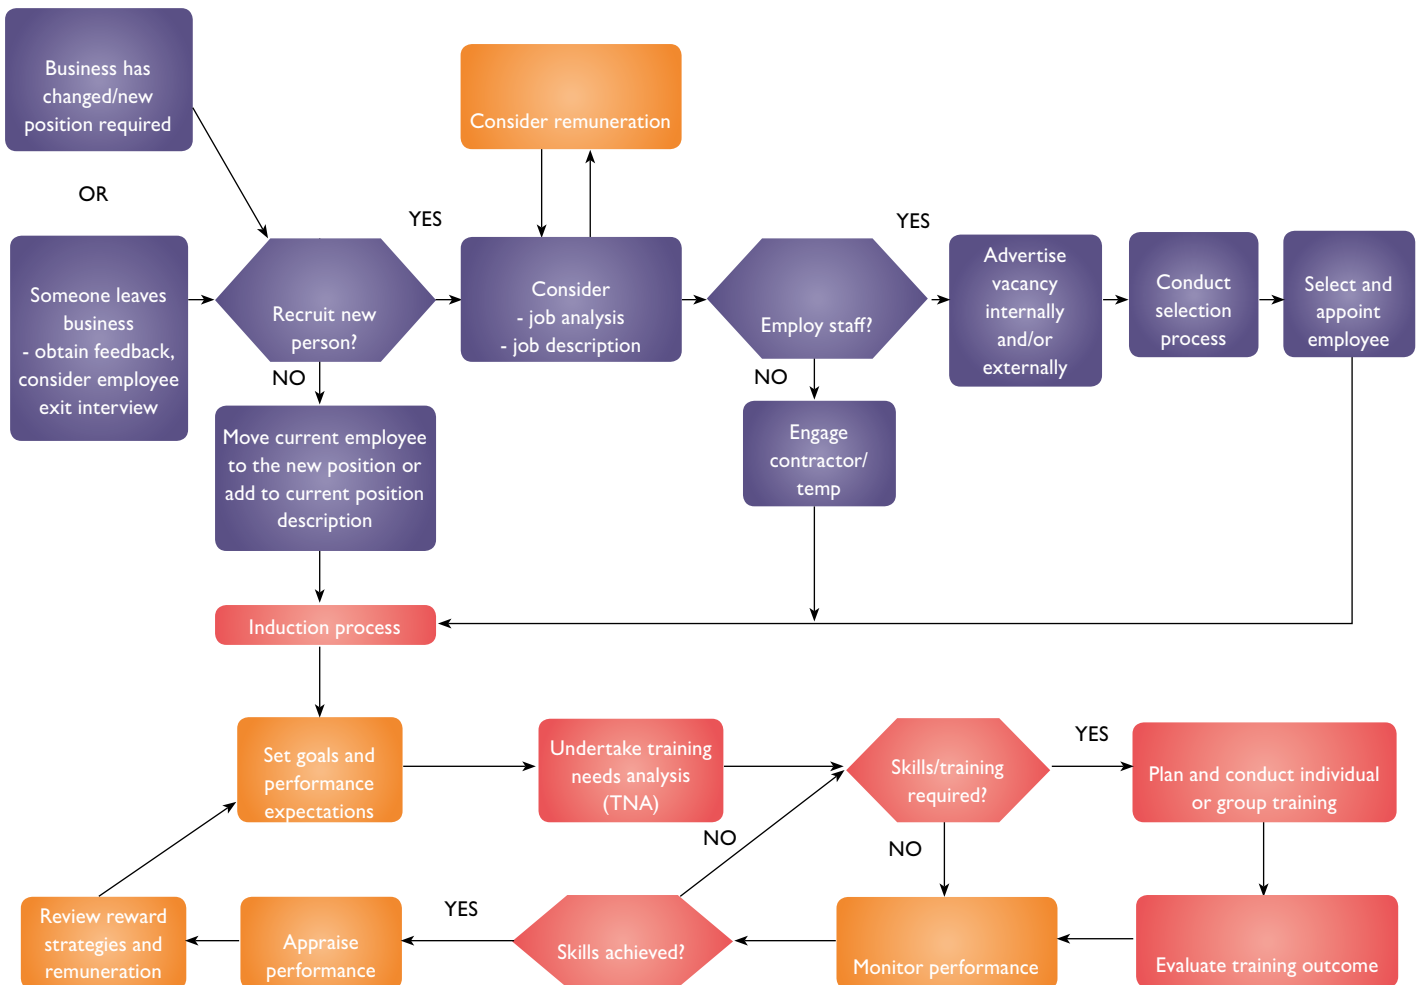 Business has
changed/new
position required
OR
Someone leaves
business
- obtain feedback,
consider employee
exit interview
Recruit new
person?
YES
NO
Consider remuneration
Consider
- job analysis
- job description
Employ staff?
YES
NO
Advertise
vacancy
internally
and/or
externally
Conduct
selection
process
Select and
appoint
employee
Move current employee
to the new position or
add to current position
description
Engage
contractor/
temp
Induction process
Set goals and
performance
expectations
Undertake training
needs analysis
(TNA)
Skills/training
required?
YES
NO
Plan and conduct individual
or group training
Evaluate training outcome
Monitor performance
Skills achieved?
NO
YES
Appraise
performance
Review reward
strategies and
remuneration